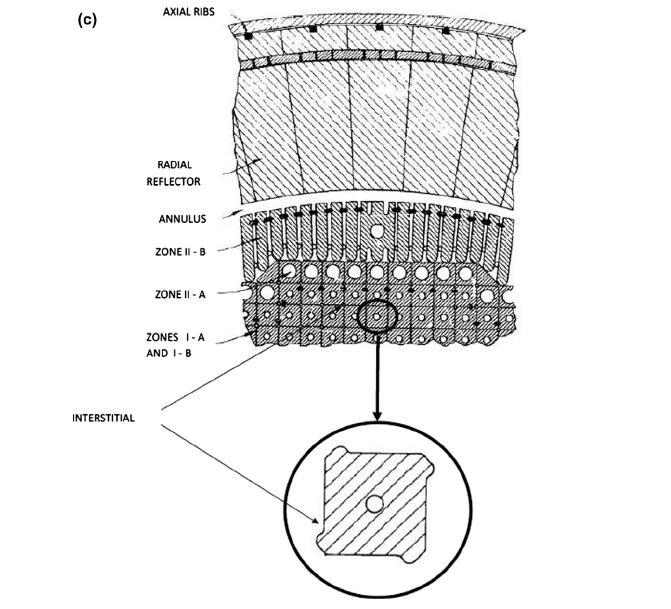 (c)
AXIAL RIBS
RADIAL
REFLECTOR
ANNULUS
ZONE II - B
ZONE II - A
ZONES I - A
AND I - B
INTERSTITIAL